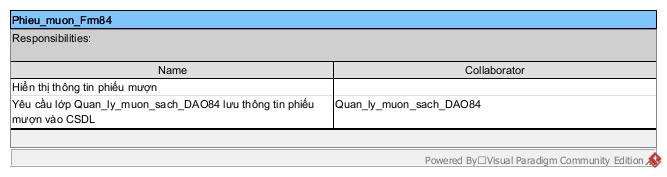 Phieu_muon_Frm84
Responsibilities:
Name Collaborator
Hiển thị thông tin phiếu mượn
Yêu cầu lớp Quan_ly_muon_sach_DAO84 lưu thông tin phiếu Quan_ly_muon_sach_DAO84
mượn vào CSDL
Powered By□Visual Paradigm Community Edition